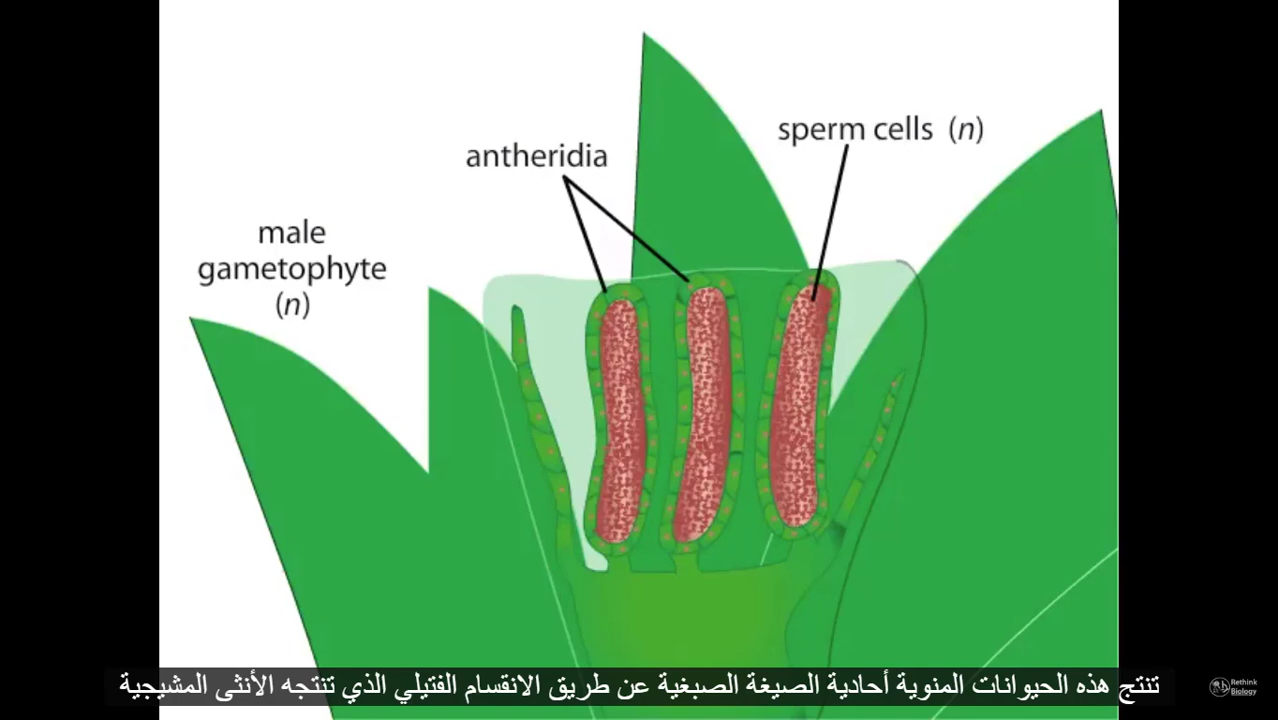 sperm cells (n)
antheridia
male
gametophyte
(n)
تنتج هذه الحيوانات المنوية أحادية الصيغة الصبغية عن طريق الانقسام الفتيلي الذي تنتجه الأنثى المشيجية
Rethink
Biology